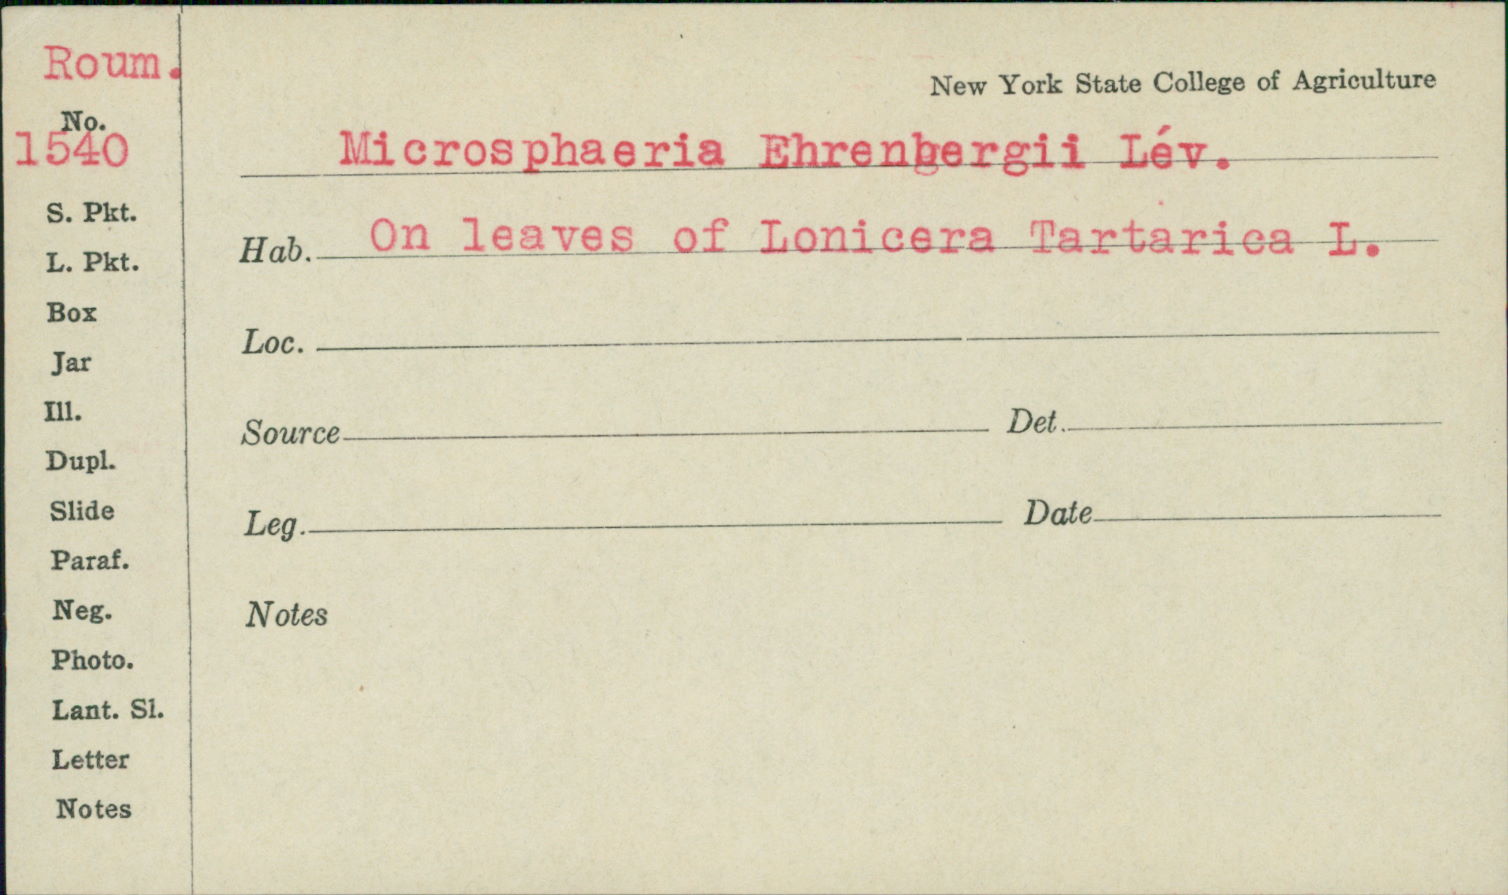 Roum.
No.
1540
S. Pkt.
L. Pkt.
Box
Jar
Ill.
Dupl.
Slide
Paraf.
Neg.
Photo.
Lant. Sl.
Letter
Notes
New York State College of Agriculture
Microsphaeria Ehrenbergii Lév.
Hab. On leaves of Lonicera Tartarica L.
Loc.
Source Det.
Leg. Date
Notes